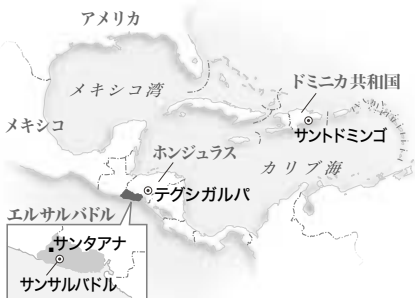 アメリカ
メキシコ湾
ドミニカ共和国
メキシコ
サントドミンゴ
ホンジュラス
カリブ海
テグシガルパ
エルサルバドル
サンタアナ
サンサルバドル